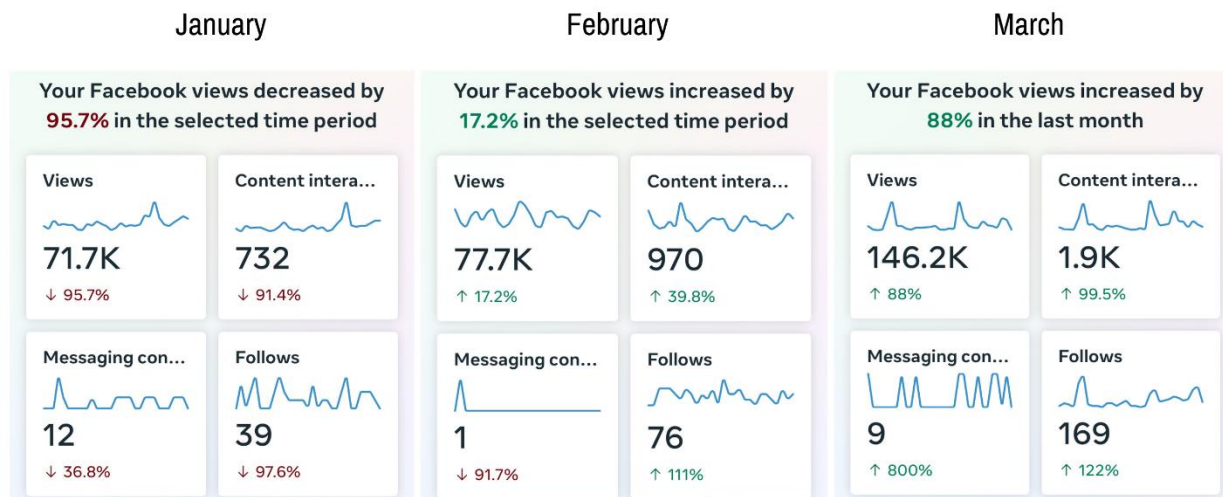 January
February
March
Your Facebook views decreased by
95.7% in the selected time period
Views
Content intera...
71.7K
732
↓ 95.7%
↓ 91.4%
Messaging con...
Follows
12
39
↓ 36.8%
↓ 97.6%
Your Facebook views increased by
17.2% in the selected time period
Views
Content intera...
77.7K
970
↑ 17.2%
↑ 39.8%
Messaging con...
Follows
1
76
↓ 91.7%
↑ 111%
Your Facebook views increased by
88% in the last month
Views
Content intera...
146.2K
1.9K
↑ 88%
↑ 99.5%
Messaging con...
Follows
9
169
↑ 800%
↑ 122%